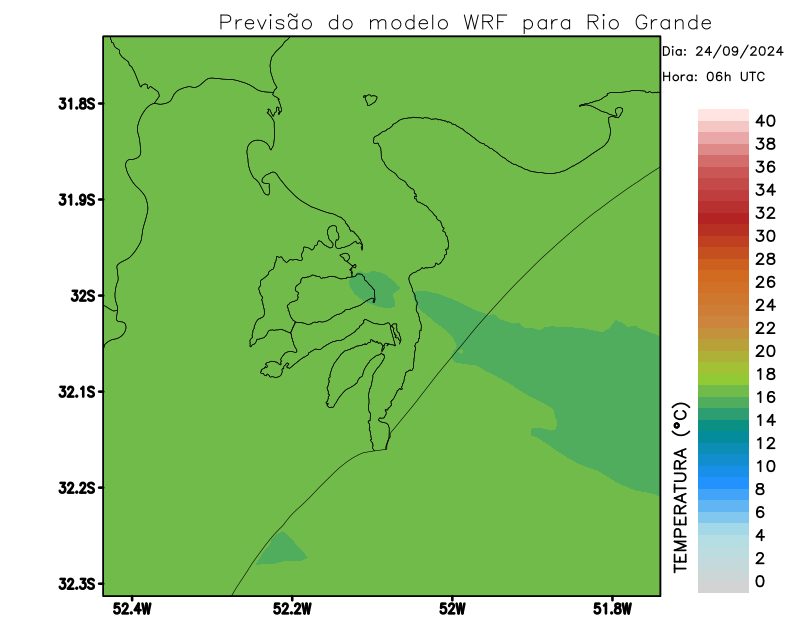 Previsão do modelo WRF para Rio Grande
Dia: 24/09/2024
Hora: 06h UTC
31.8S
31.9S
32S
32.1S
32.2S
32.3S
52.4W
52.2W
52W
51.8W
TEMPERATURA (°C)
40
38
36
34
32
30
28
26
24
22
20
18
16
14
12
10
8
6
4
2
0